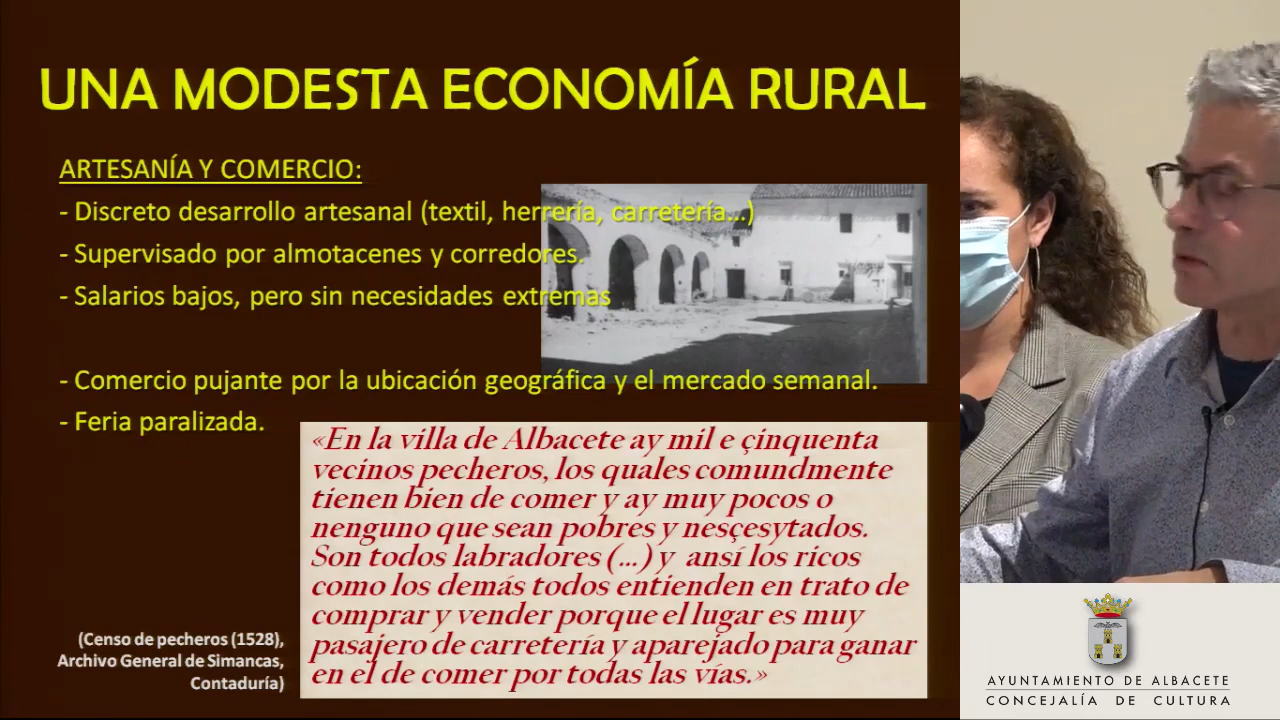 UNA MODESTA ECONOMÍA RURAL
ARTESANÍA Y COMERCIO:
- Discreto desarrollo artesanal (textil, herrería, carretería...)
- Supervisado por almotacenes y corredores.
- Salarios bajos, pero sin necesidades extremas
- Comercio pujante por la ubicación geográfica y el mercado semanal.
- Feria paralizada.
«En la villa de Albacete ay mil e çinquenta
vecinos pecheros, los quales comundmente
tienen bien de comer y ay muy pocos o
nenguno que sean pobres y nesçesytados.
Son todos labradores (...) y ansí los ricos
como los demás todos entienden en trato de
comprar y vender porque el lugar es muy
pasajero de carretería y aparejado para ganar
en el de comer por todas las vías.»
(Censo de pecheros (1528),
Archivo General de Simancas,
Contaduría)
AYUNTAMIENTO DE ALBACETE
CONCEJALÍA DE CULTURA